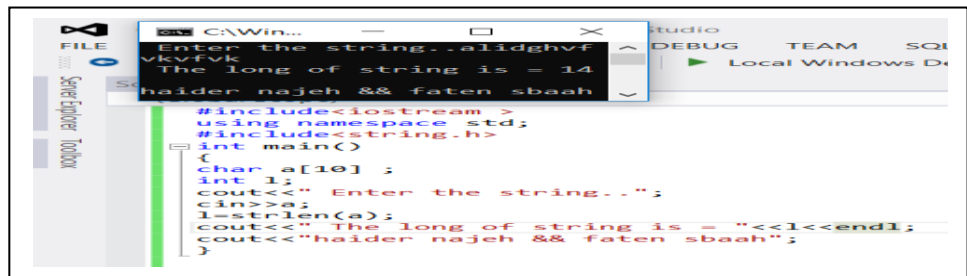 C:\Win...
Studio
FILE DEBUG TEAM SQL
Enter the string..alidghvf
vkvfvk
The long of string is = 14
haider najeh && faten sbaah
Local Windows De
Server Explorer Toolbox
#include<iostream >
using namespace std;
#include<string.h>
int main()
{
char a[10] ;
int l;
cout<<" Enter the string..";
cin>>a;
l=strlen(a);
cout<<" The long of string is = "<<l<<endl;
cout<<"haider najeh && faten sbaah";
}